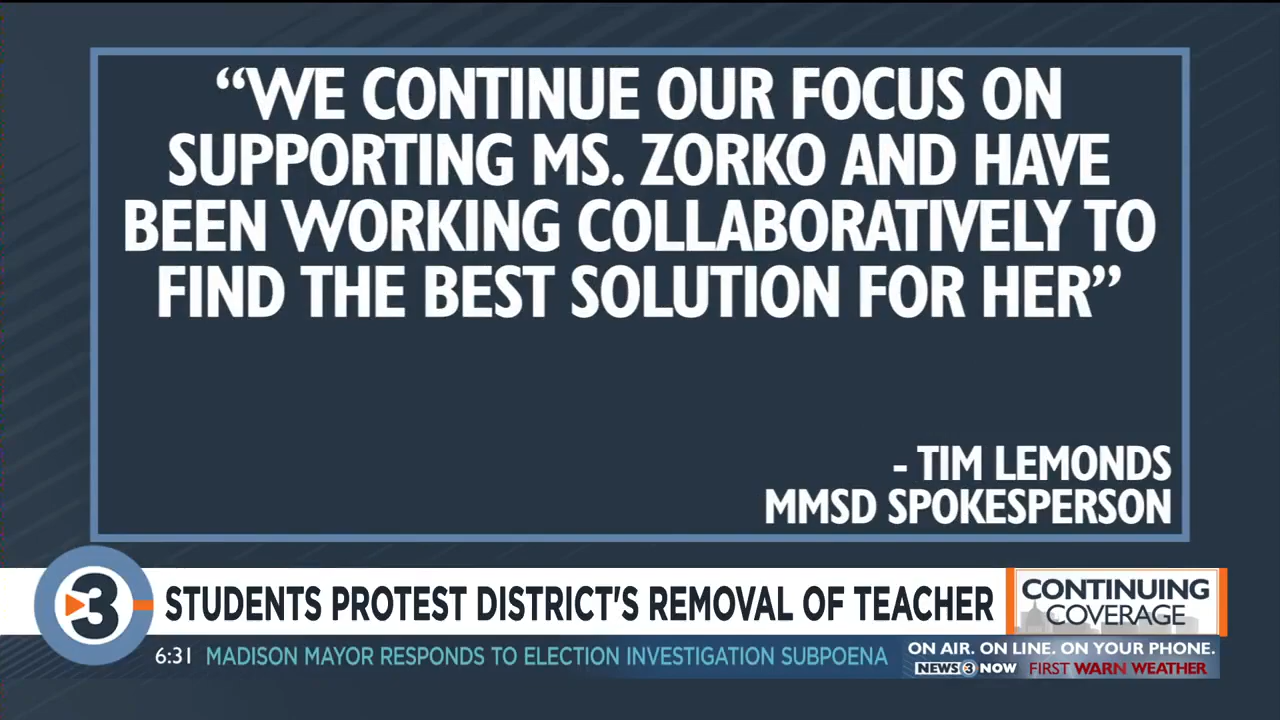 “WE CONTINUE OUR FOCUS ON
SUPPORTING MS. ZORKO AND HAVE
BEEN WORKING COLLABORATIVELY TO
FIND THE BEST SOLUTION FOR HER”
- TIM LEMONDS
MMSD SPOKESPERSON
3
STUDENTS PROTEST DISTRICT'S REMOVAL OF TEACHER
CONTINUING
COVERAGE
6:31 MADISON MAYOR RESPONDS TO ELECTION INVESTIGATION SUBPOENA
ON AIR. ON LINE. ON YOUR PHONE.
NEWS 3 NOW FIRST WARN WEATHER